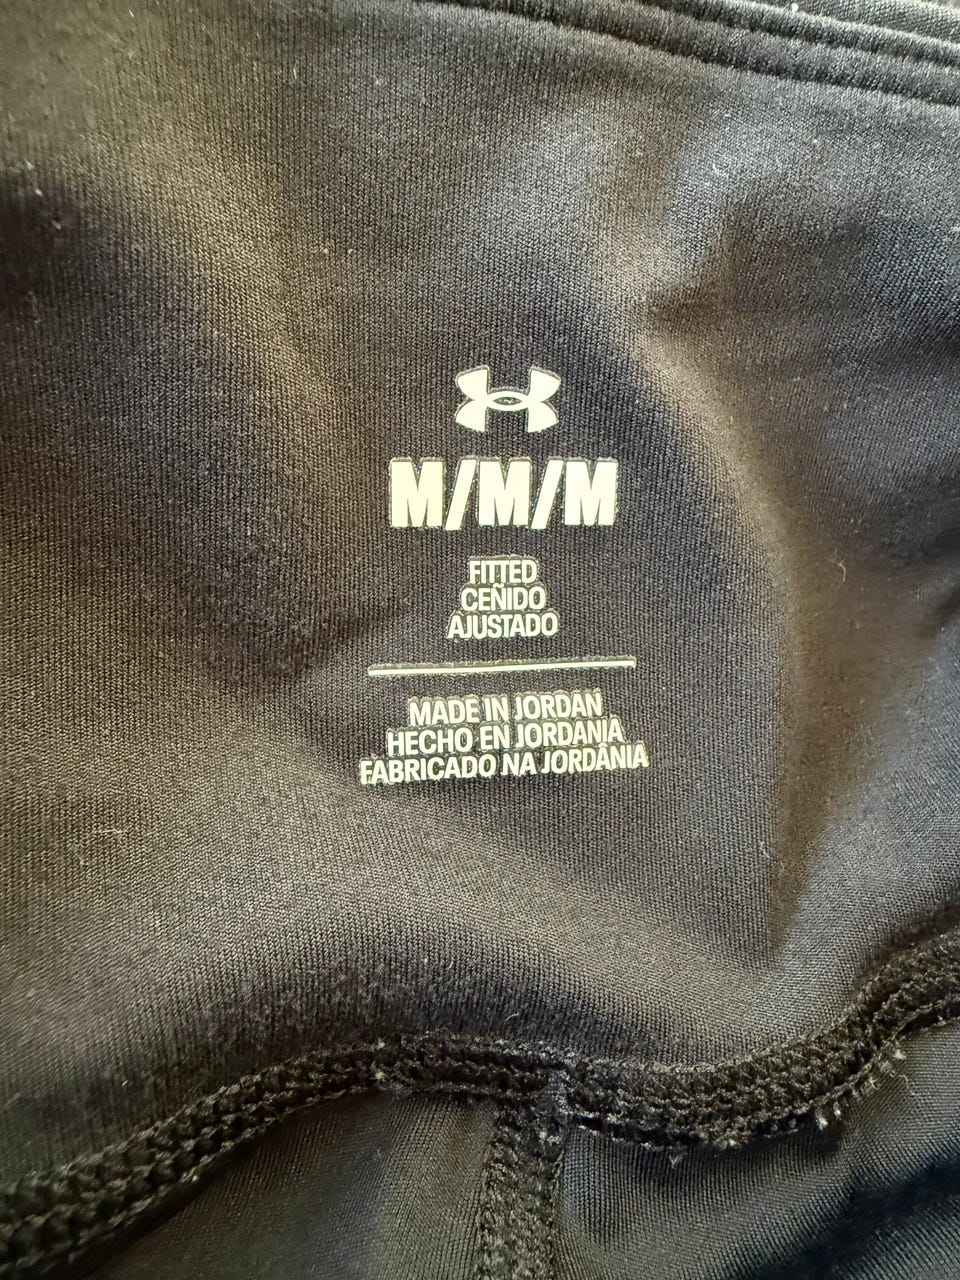 M/M/M
FITTED
CEÑIDO
AJUSTADO
MADE IN JORDAN
HECHO EN JORDANIA
FABRICADO NA JORDÂNIA